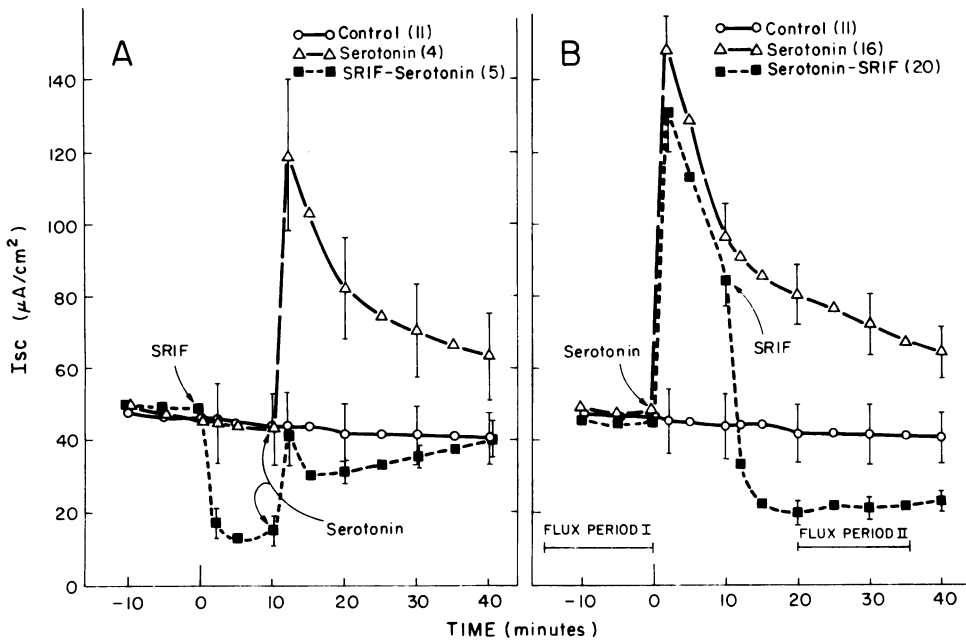 A
Control (11)
Serotonin (4)
SRIF-Serotonin (5)
B
Control (11)
Serotonin (16)
Serotonin-SRIF (20)
Isc (μA/cm²)
140
120
100
80
60
40
20
0
SRIF
Serotonin
Serotonin
SRIF
FLUX PERIOD I
FLUX PERIOD II
-10 0 10 20 30 40
-10 0 10 20 30 40
TIME (minutes)